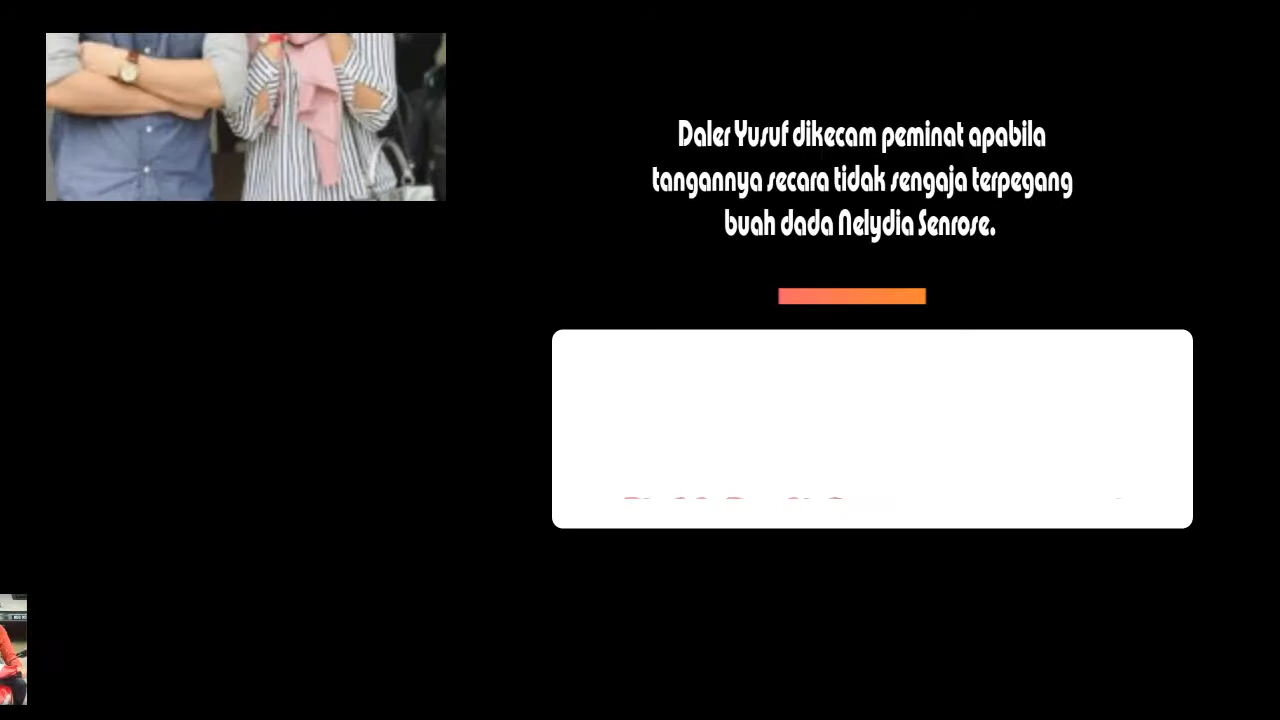 Daler Yusuf dikecam peminat apabila
tangannya secara tidak sengaja terpegang
buah dada Nelydia Senrose.